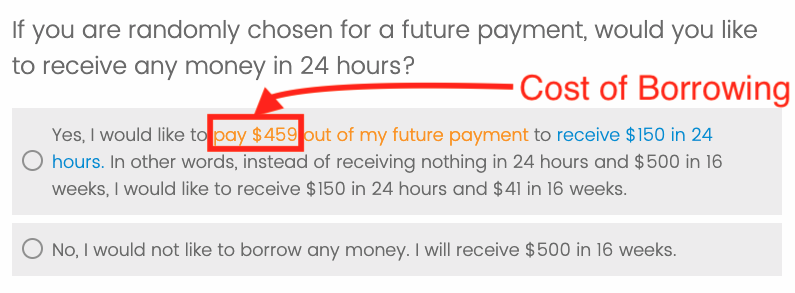 If you are randomly chosen for a future payment, would you like
to receive any money in 24 hours?
Cost of Borrowing
Yes, I would like to pay $459 out of my future payment to receive $150 in 24
hours. In other words, instead of receiving nothing in 24 hours and $500 in 16
weeks, I would like to receive $150 in 24 hours and $41 in 16 weeks.
No, I would not like to borrow any money. I will receive $500 in 16 weeks.